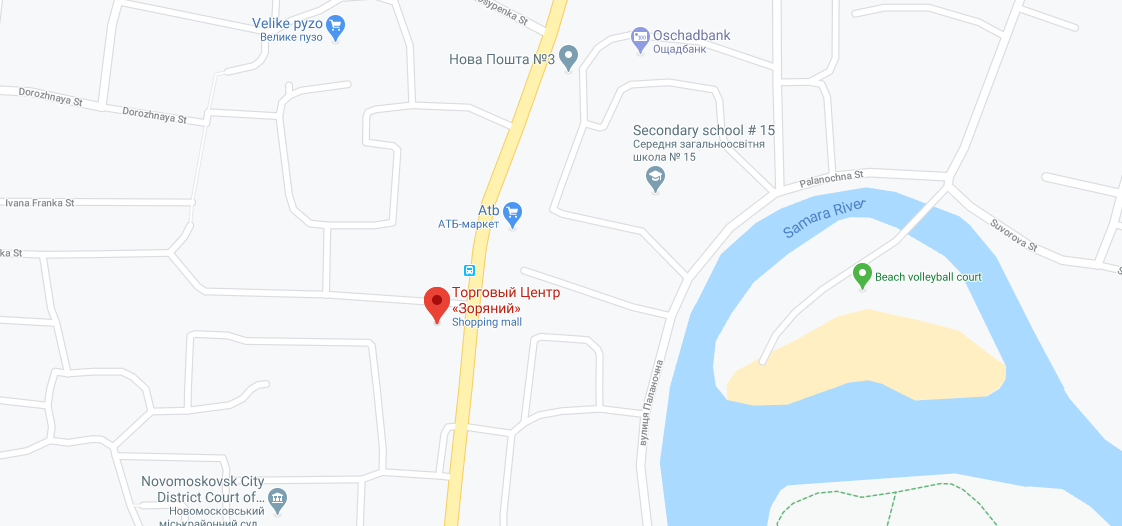 osypenka St
Velike pyzo
Велике пузо
Oschadbank
Ощадбанк
Нова Пошта №3
Dorozhnaya St
Dorozhnaya St
Secondary school # 15
Середня загальноосвітня
школа № 15
Palanochna St
Ivana Franka St
Samara River
Atb
АТБ-маркет
Suvorova St
ka St
S
Beach volleyball court
Торговый Центр
«Зоряний»
Shopping mall
вулиця Паланочна
Novomoskovsk City
District Court of...
Новомосковський
міськрайонний суд